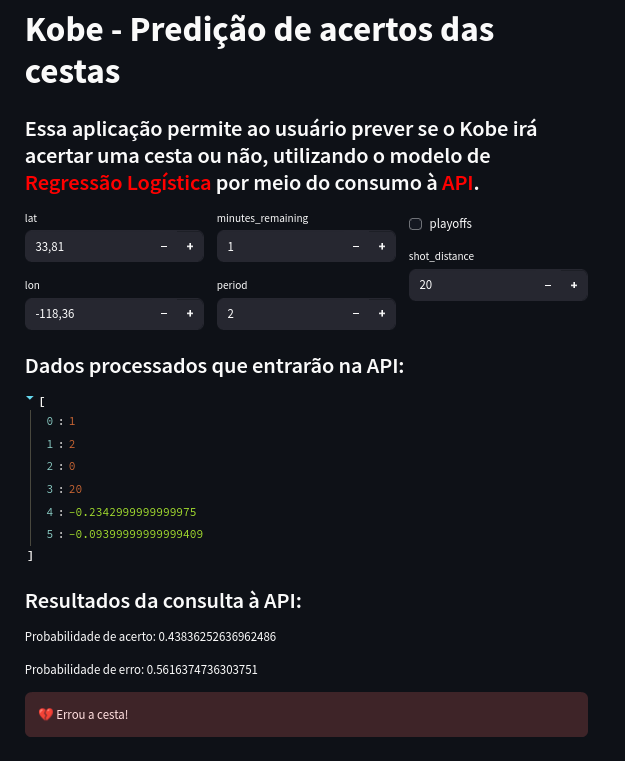 Kobe - Predição de acertos das
cestas
Essa aplicação permite ao usuário prever se o Kobe irá
acertar uma cesta ou não, utilizando o modelo de
Regressão Logística por meio do consumo à API.
lat
33,81 − +
lon
-118,36 − +
minutes_remaining
1 − +
period
2 − +
playoffs
shot_distance
20 − +
Dados processados que entrarão na API:
[
0 : 1
1 : 2
2 : 0
3 : 20
4 : -0.2342999999999975
5 : -0.09399999999999409
]
Resultados da consulta à API:
Probabilidade de acerto: 0.43836252636962486
Probabilidade de erro: 0.5616374736303751
💔 Errou a cesta!